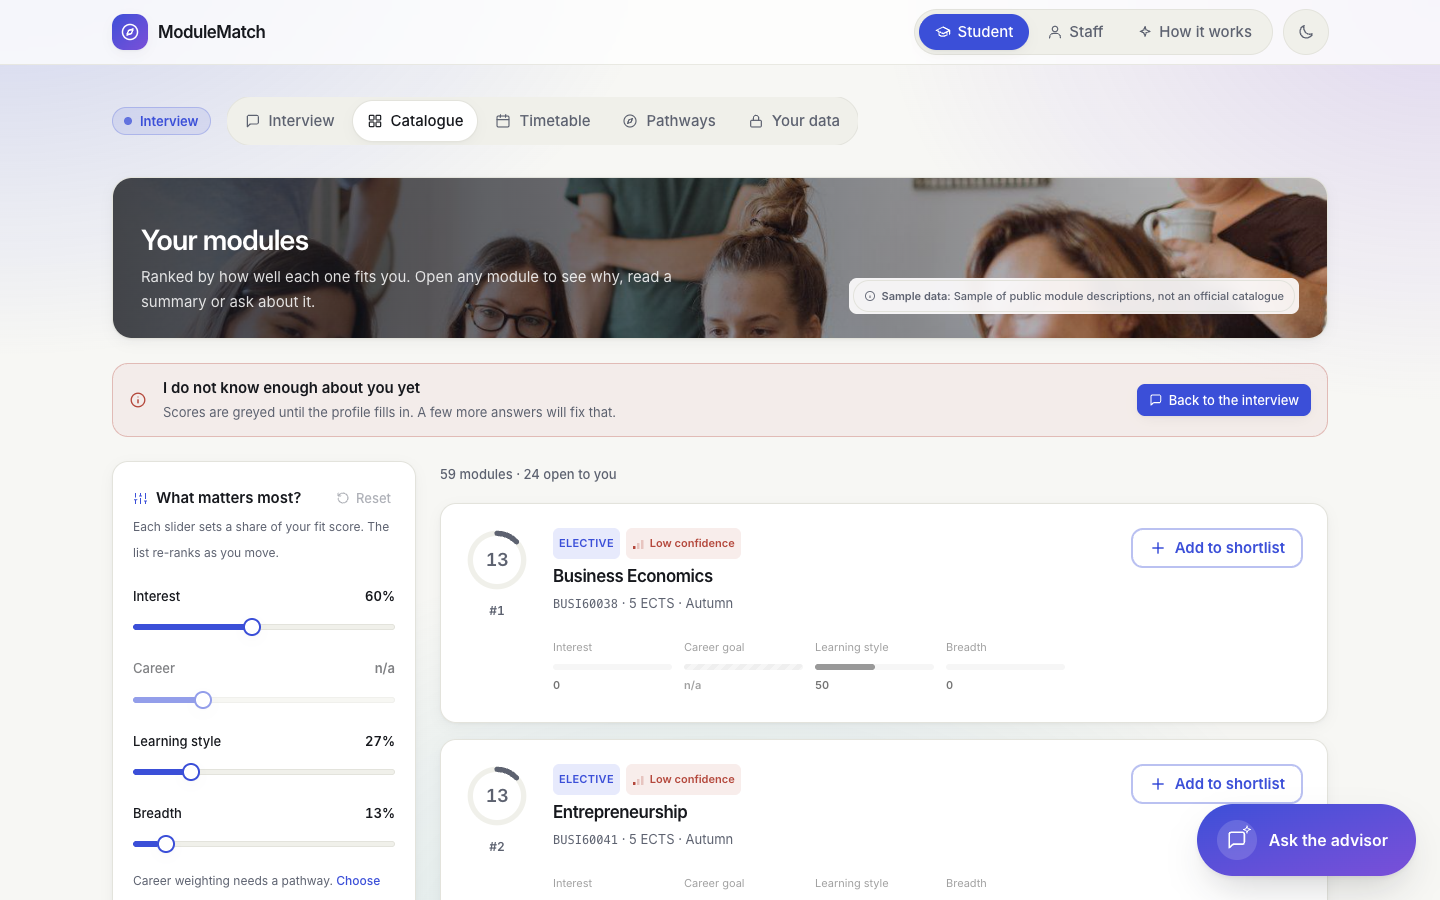 ModuleMatch
Student
Staff
How it works
Interview
Interview
Catalogue
Timetable
Pathways
Your data
Your modules
Ranked by how well each one fits you. Open any module to see why, read a
summary or ask about it.
Sample data: Sample of public module descriptions, not an official catalogue
I do not know enough about you yet
Scores are greyed until the profile fills in. A few more answers will fix that.
Back to the interview
What matters most?
Reset
Each slider sets a share of your fit score. The
list re-ranks as you move.
Interest 60%
Career n/a
Learning style 27%
Breadth 13%
Career weighting needs a pathway. Choose
59 modules · 24 open to you
13
#1
ELECTIVE
Low confidence
Business Economics
BUSI60038 · 5 ECTS · Autumn
Add to shortlist
Interest Career goal Learning style Breadth
0 n/a 50 0
13
#2
ELECTIVE
Low confidence
Entrepreneurship
BUSI60041 · 5 ECTS · Autumn
Add to shortlist
Interest Career goal Learning style Breadth
Ask the advisor